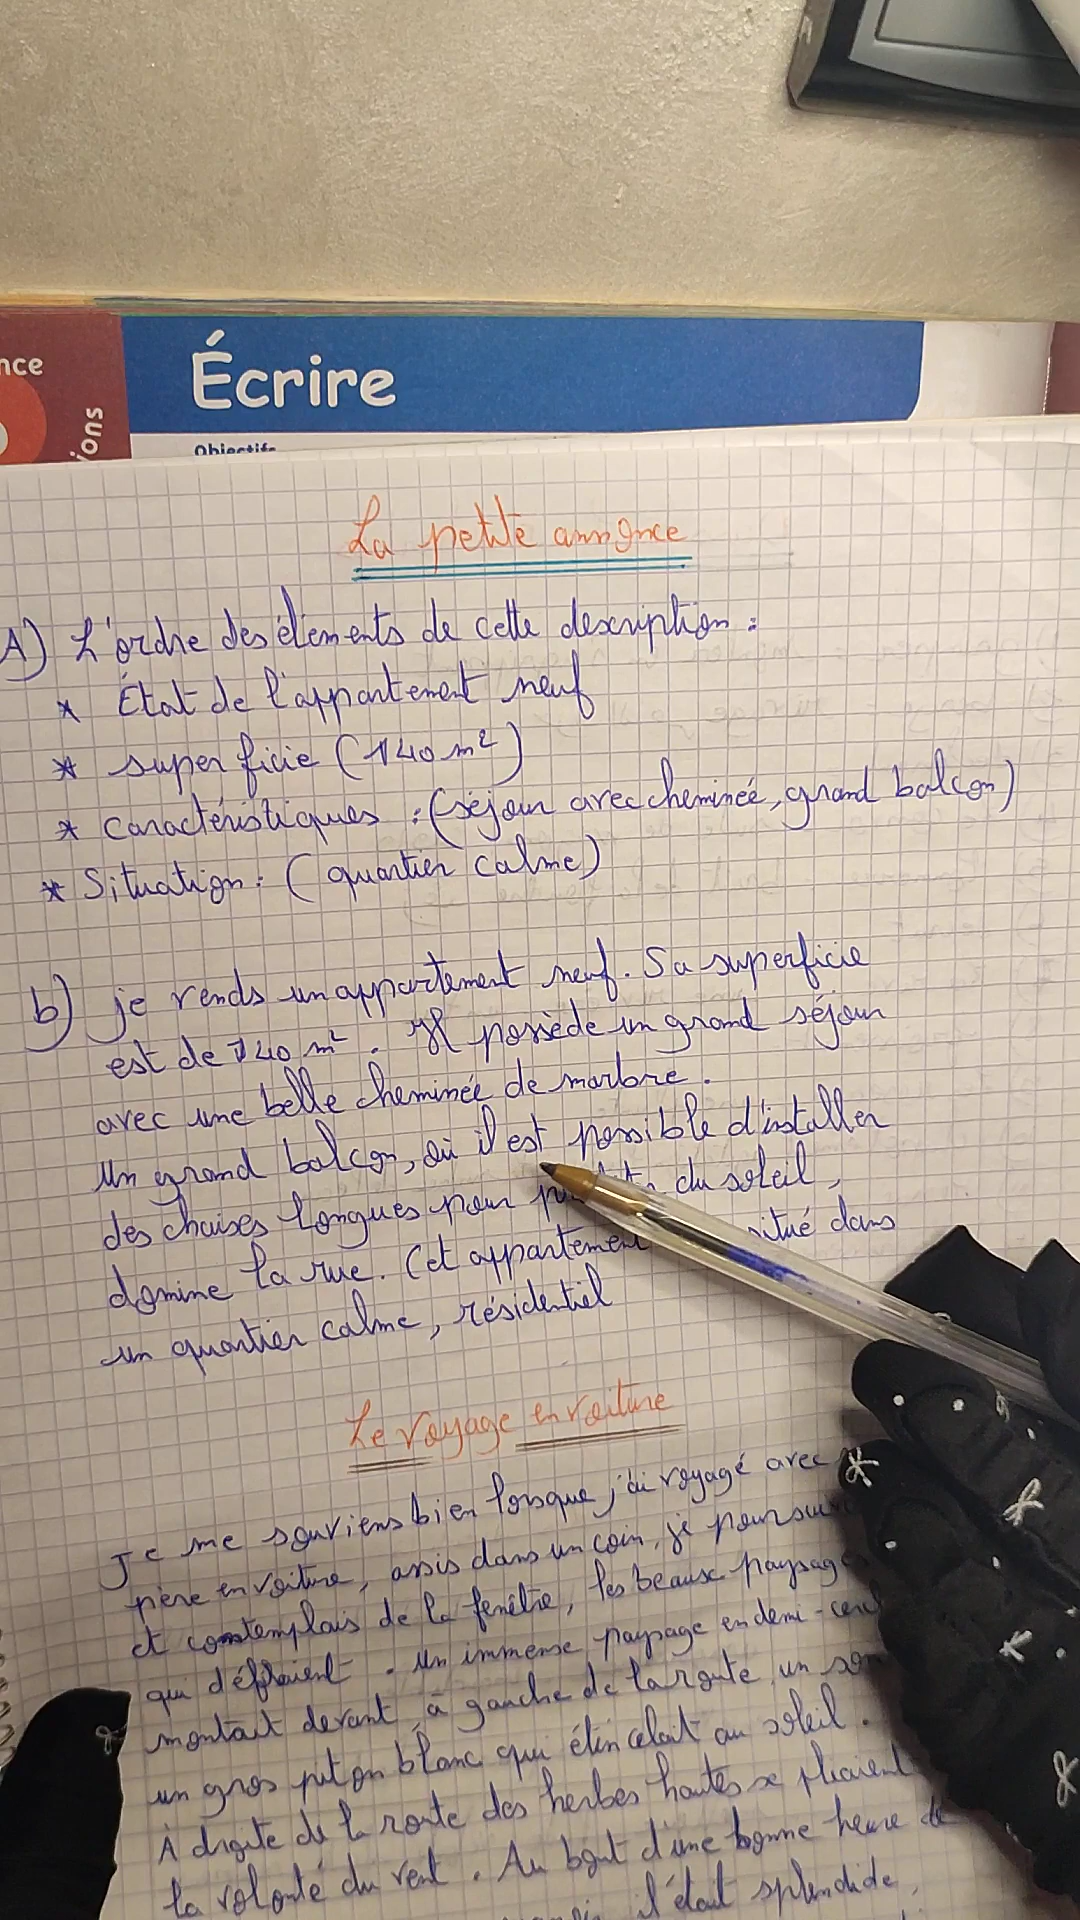 nce
ions
Écrire
Objectifs
La petite annonce
A) L'ordre des élements de cette description :
* État de l'appartement neuf
* superficie (140 m²)
* caractéristiques : (séjour avec cheminée, grand balcon)
* Situation : (quartier calme)
b) je vends un appartement neuf. Sa superficie
est de 140 m². Il possède un grand séjour
avec une belle cheminée de marbre.
Un grand balcon, où il est possible d'installer
des chaises longues pour du soleil,
domine la rue. Cet appartement situé dans
un quartier calme, résidentiel
Le voyage en voiture
Je me souviens bien lorsque j'ai voyagé avec
père en voiture, assis dans un coin, je
et contemplais de la fenêtre, les beaux paysages
qui défilaient. Un immense paysage en demi-
montait devant, à gauche de la route, un
un gros piton blanc qui étincelait au soleil.
À droite de la route des herbes hautes se pliaient
la volonté du vent. Au bout d'une bonne heure de
il était splendide,